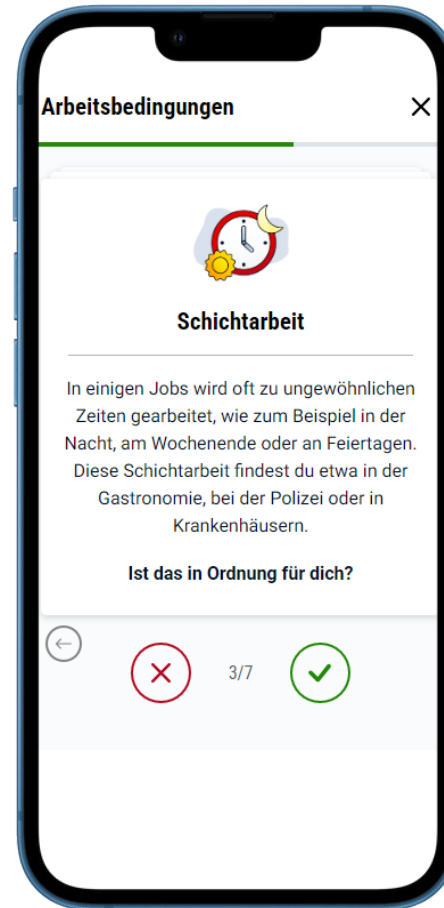 Arbeitsbedingungen
Schichtarbeit
In einigen Jobs wird oft zu ungewöhnlichen
Zeiten gearbeitet, wie zum Beispiel in der
Nacht, am Wochenende oder an Feiertagen.
Diese Schichtarbeit findest du etwa in der
Gastronomie, bei der Polizei oder in
Krankenhäusern.
Ist das in Ordnung für dich?
3/7